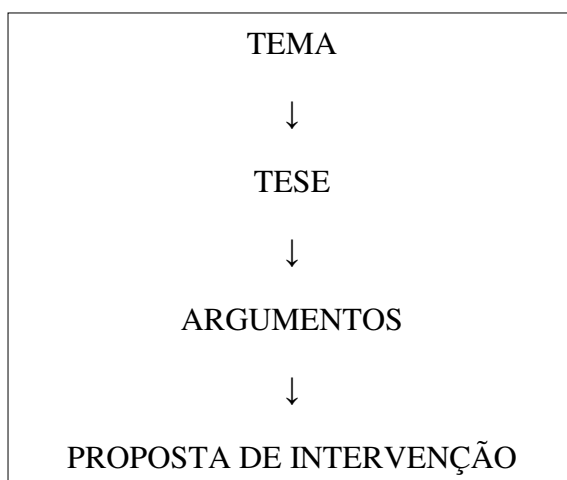 TEMA
↓
TESE
↓
ARGUMENTOS
↓
PROPOSTA DE INTERVENÇÃO